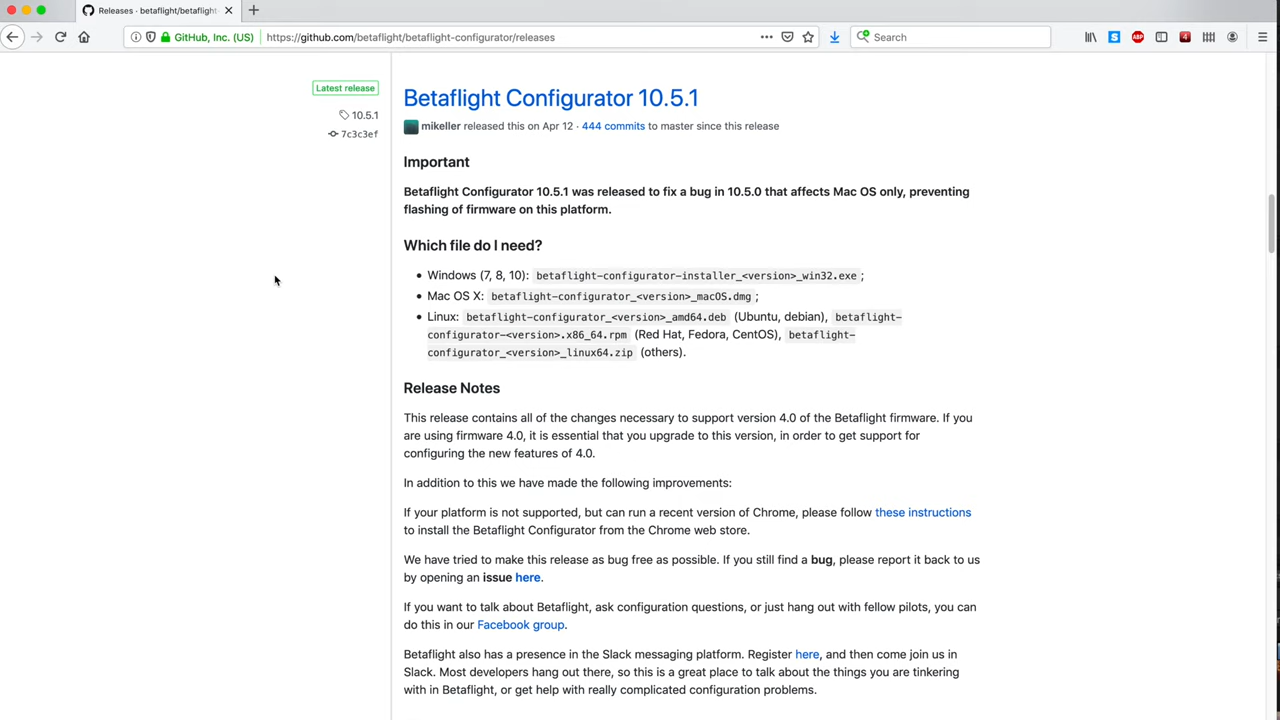 Releases · betaflight/betaflight-
GitHub, Inc. (US)
https://github.com/betaflight/betaflight-configurator/releases
Search
ABP
4
Latest release
10.5.1
7c3c3ef
Betaflight Configurator 10.5.1
mikeller released this on Apr 12 · 444 commits to master since this release
Important
Betaflight Configurator 10.5.1 was released to fix a bug in 10.5.0 that affects Mac OS only, preventing
flashing of firmware on this platform.
Which file do I need?
• Windows (7, 8, 10): betaflight-configurator-installer_<version>_win32.exe ;
• Mac OS X: betaflight-configurator_<version>_macOS.dmg ;
• Linux: betaflight-configurator_<version>_amd64.deb (Ubuntu, debian), betaflight-
configurator-<version>.x86_64.rpm (Red Hat, Fedora, CentOS), betaflight-
configurator_<version>_linux64.zip (others).
Release Notes
This release contains all of the changes necessary to support version 4.0 of the Betaflight firmware. If you
are using firmware 4.0, it is essential that you upgrade to this version, in order to get support for
configuring the new features of 4.0.
In addition to this we have made the following improvements:
If your platform is not supported, but can run a recent version of Chrome, please follow these instructions
to install the Betaflight Configurator from the Chrome web store.
We have tried to make this release as bug free as possible. If you still find a bug, please report it back to us
by opening an issue here.
If you want to talk about Betaflight, ask configuration questions, or just hang out with fellow pilots, you can
do this in our Facebook group.
Betaflight also has a presence in the Slack messaging platform. Register here, and then come join us in
Slack. Most developers hang out there, so this is a great place to talk about the things you are tinkering
with in Betaflight, or get help with really complicated configuration problems.